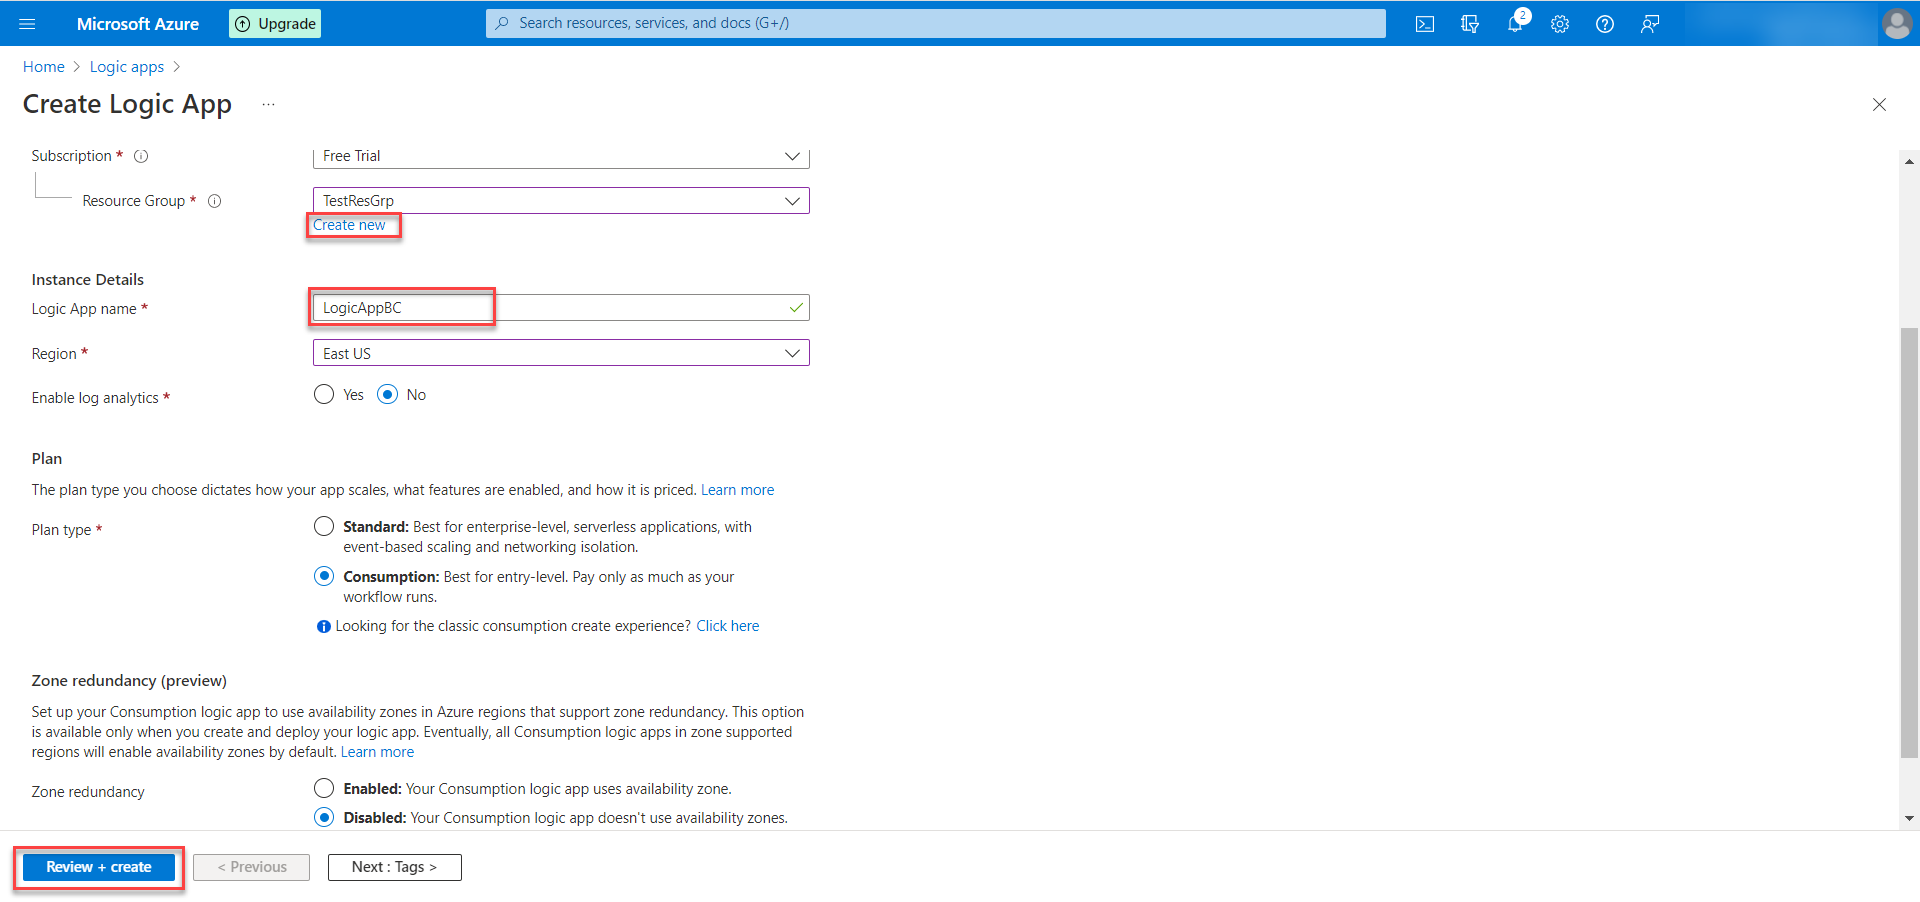 Microsoft Azure
Upgrade
Search resources, services, and docs (G+/)
2
Home > Logic apps >
Create Logic App ...
Subscription *
Free Trial
Resource Group *
TestResGrp
Create new
Instance Details
Logic App name *
LogicAppBC
Region *
East US
Enable log analytics *
Yes
No
Plan
The plan type you choose dictates how your app scales, what features are enabled, and how it is priced. Learn more
Plan type *
Standard: Best for enterprise-level, serverless applications, with
event-based scaling and networking isolation.
Consumption: Best for entry-level. Pay only as much as your
workflow runs.
Looking for the classic consumption create experience? Click here
Zone redundancy (preview)
Set up your Consumption logic app to use availability zones in Azure regions that support zone redundancy. This option
is available only when you create and deploy your logic app. Eventually, all Consumption logic apps in zone supported
regions will enable availability zones by default. Learn more
Zone redundancy
Enabled: Your Consumption logic app uses availability zone.
Disabled: Your Consumption logic app doesn't use availability zones.
Review + create
< Previous
Next : Tags >